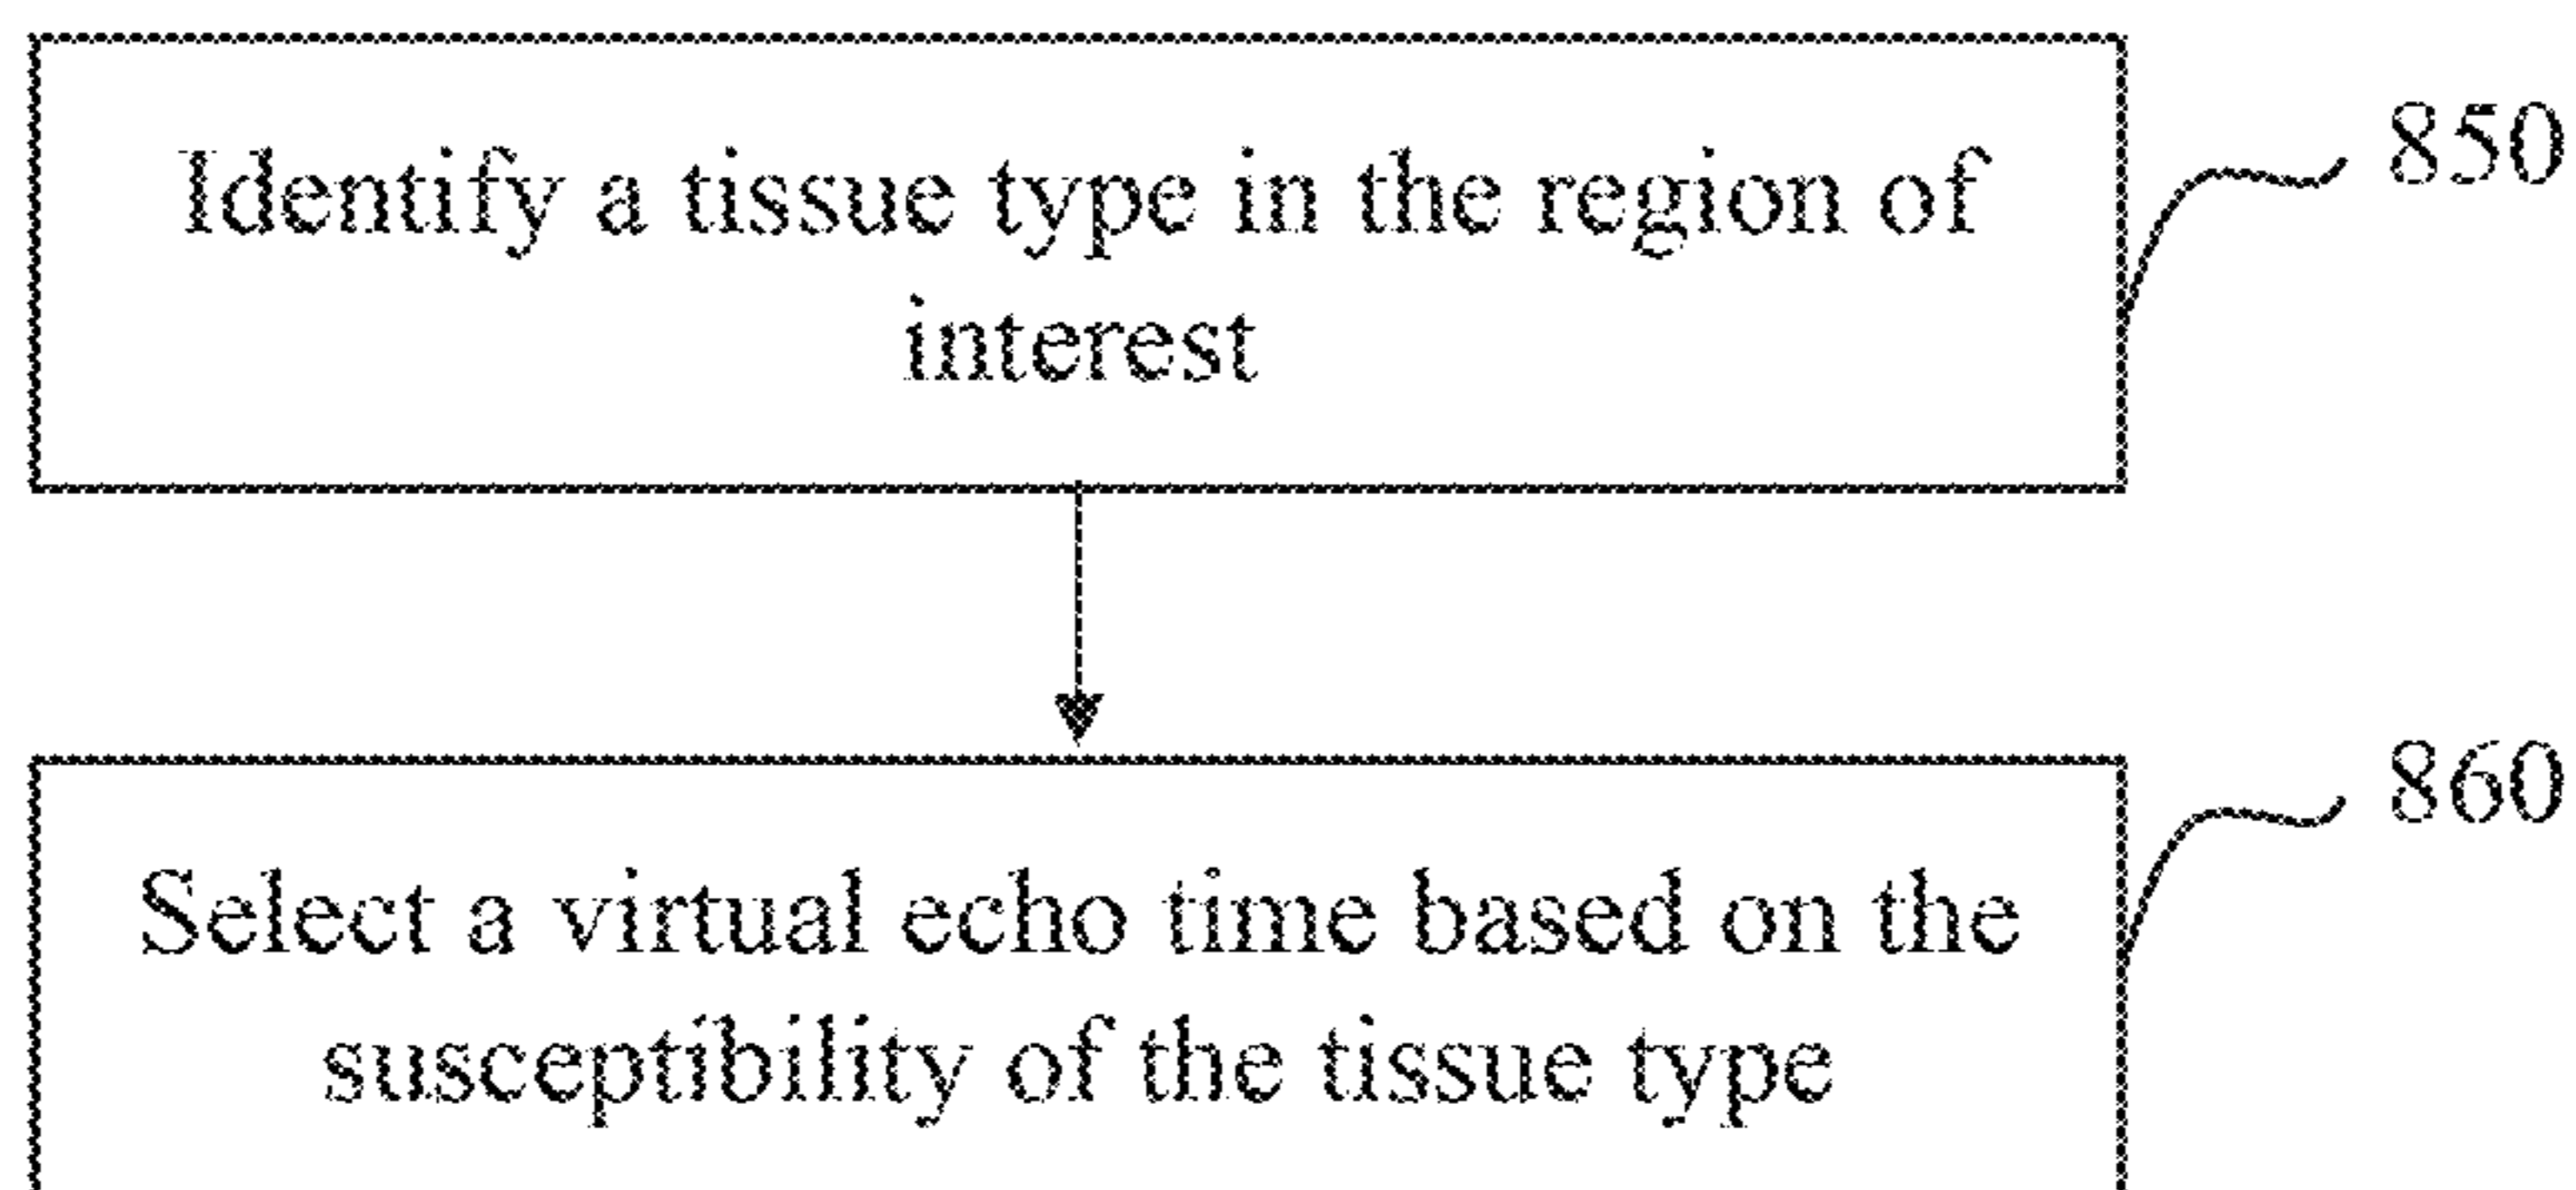 Identify a tissue type in the region of
interest
850
Select a virtual echo time based on the
susceptibility of the tissue type
860